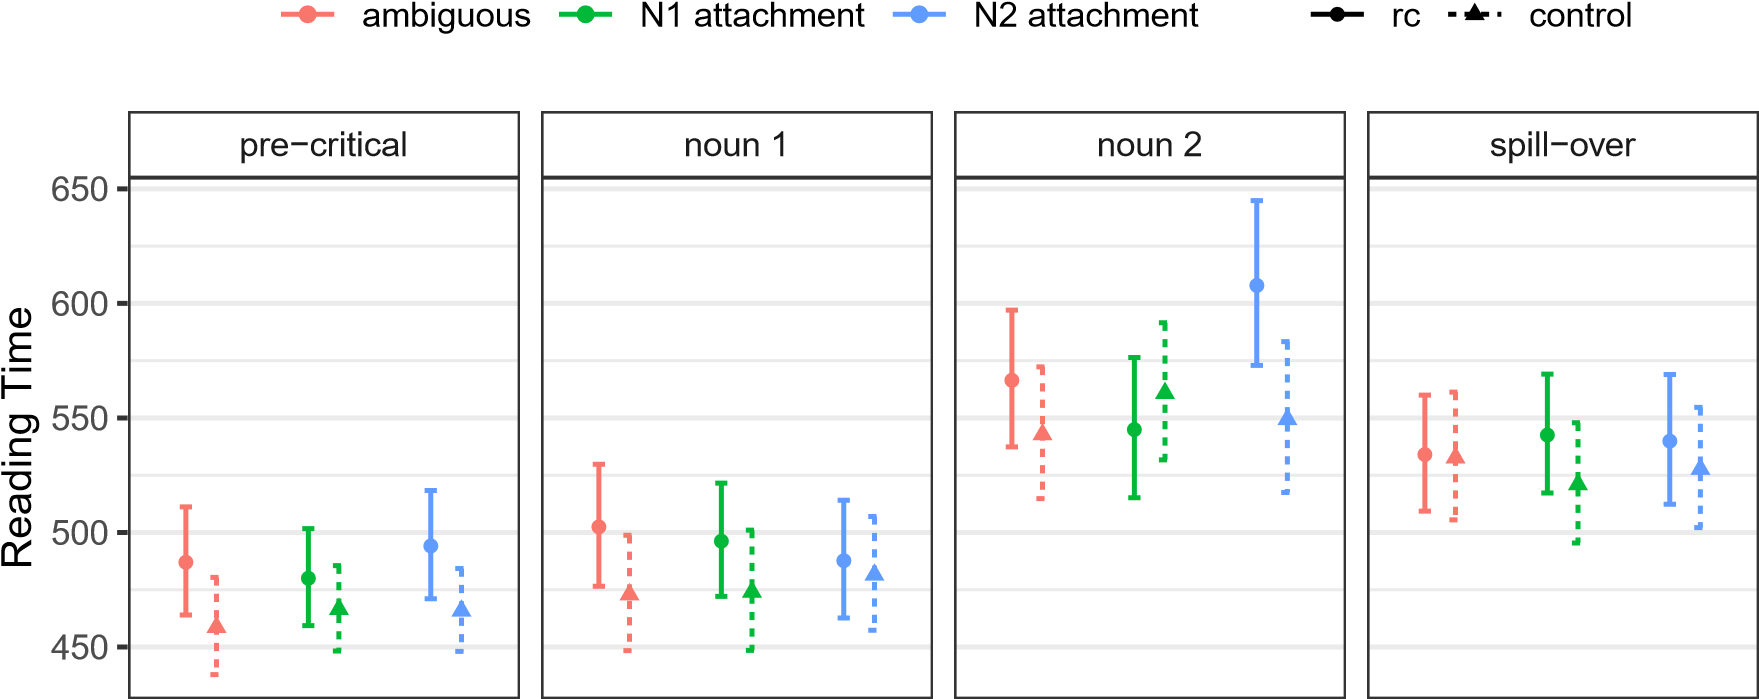 ambiguous N1 attachment N2 attachment rc control
pre−critical noun 1 noun 2 spill−over
650
600
550
500
450
Reading Time